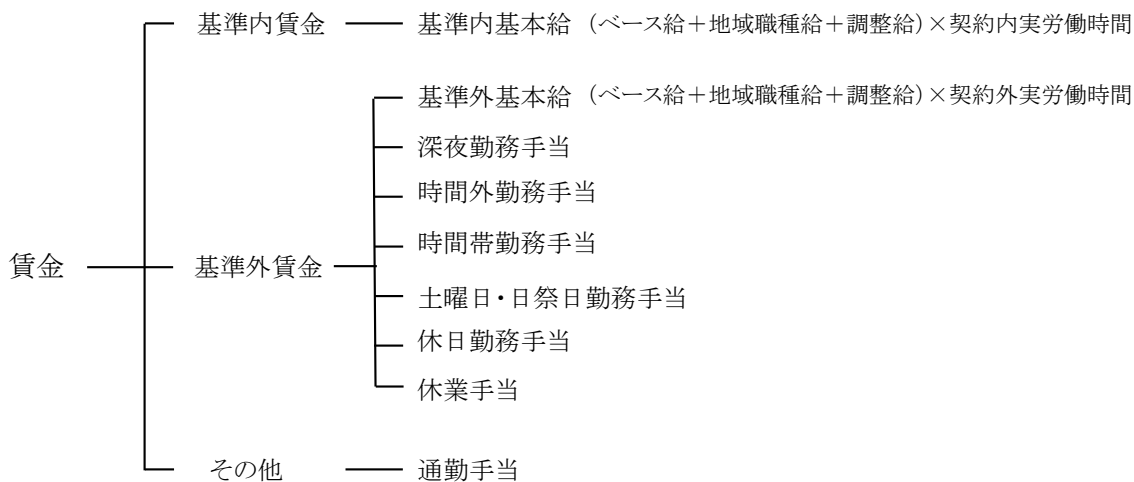 基準内賃金 基準内基本給 (ベース給+地域職種給+調整給)×契約内実労働時間
基準外基本給 (ベース給+地域職種給+調整給)×契約外実労働時間
深夜勤務手当
時間外勤務手当
時間帯勤務手当
賃金 基準外賃金
土曜日・日祭日勤務手当
休日勤務手当
休業手当
その他 通勤手当